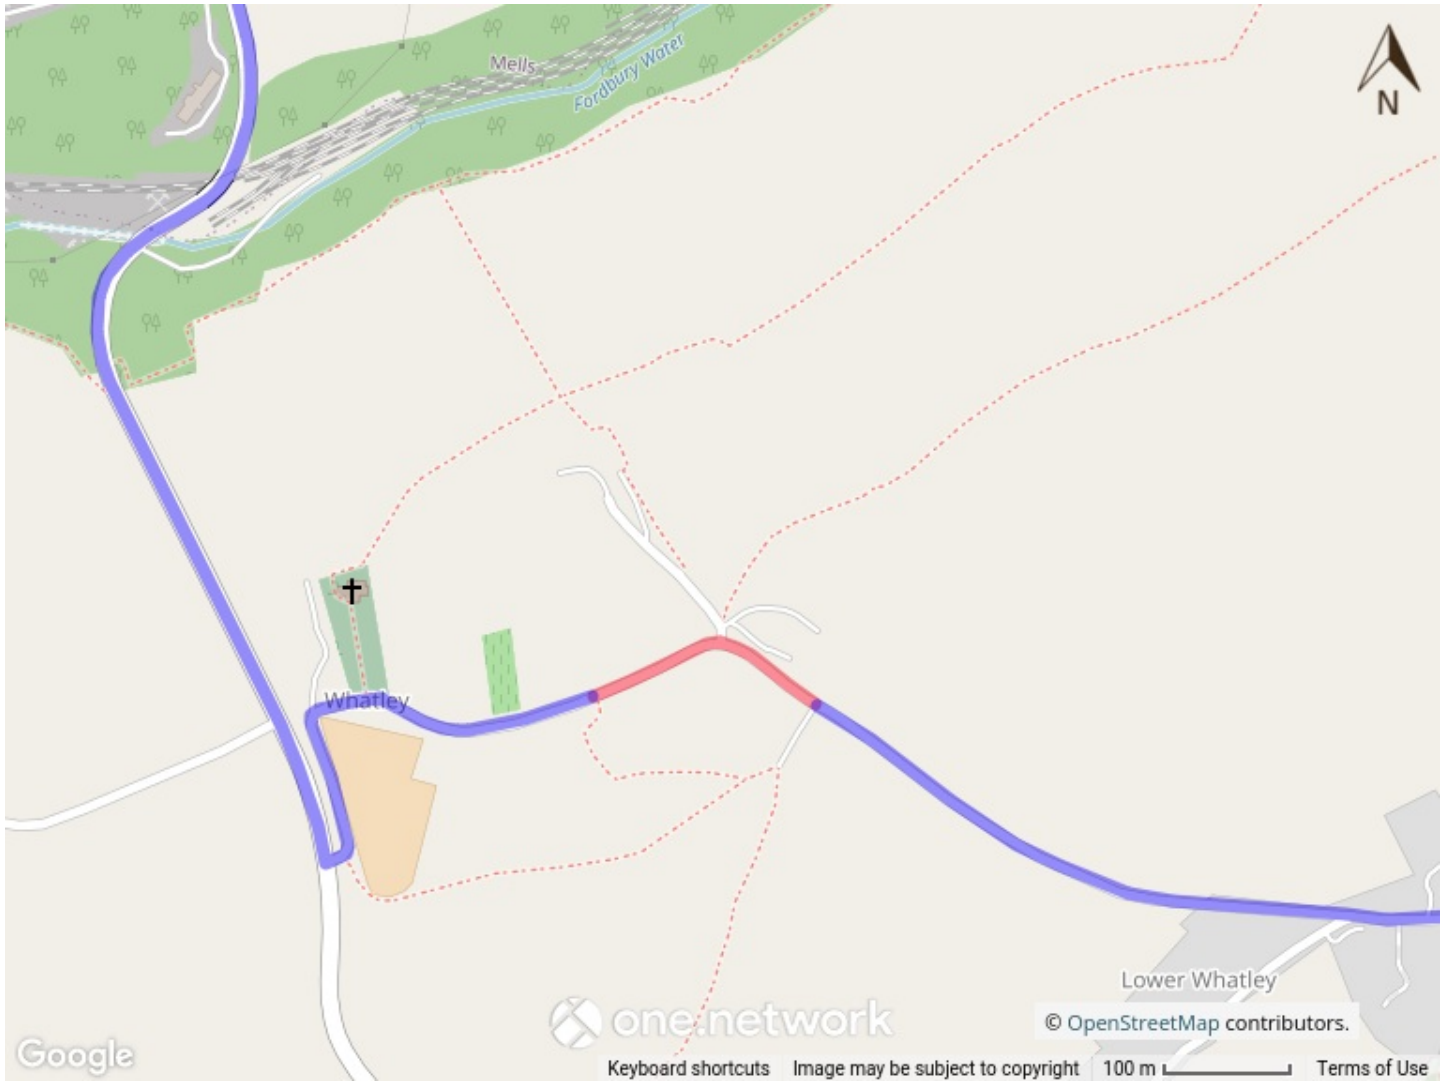 Mells
Fordbury Water
N
Whatley
Lower Whatley
one.network
© OpenStreetMap contributors.
Google
Keyboard shortcuts Image may be subject to copyright 100 m Terms of Use